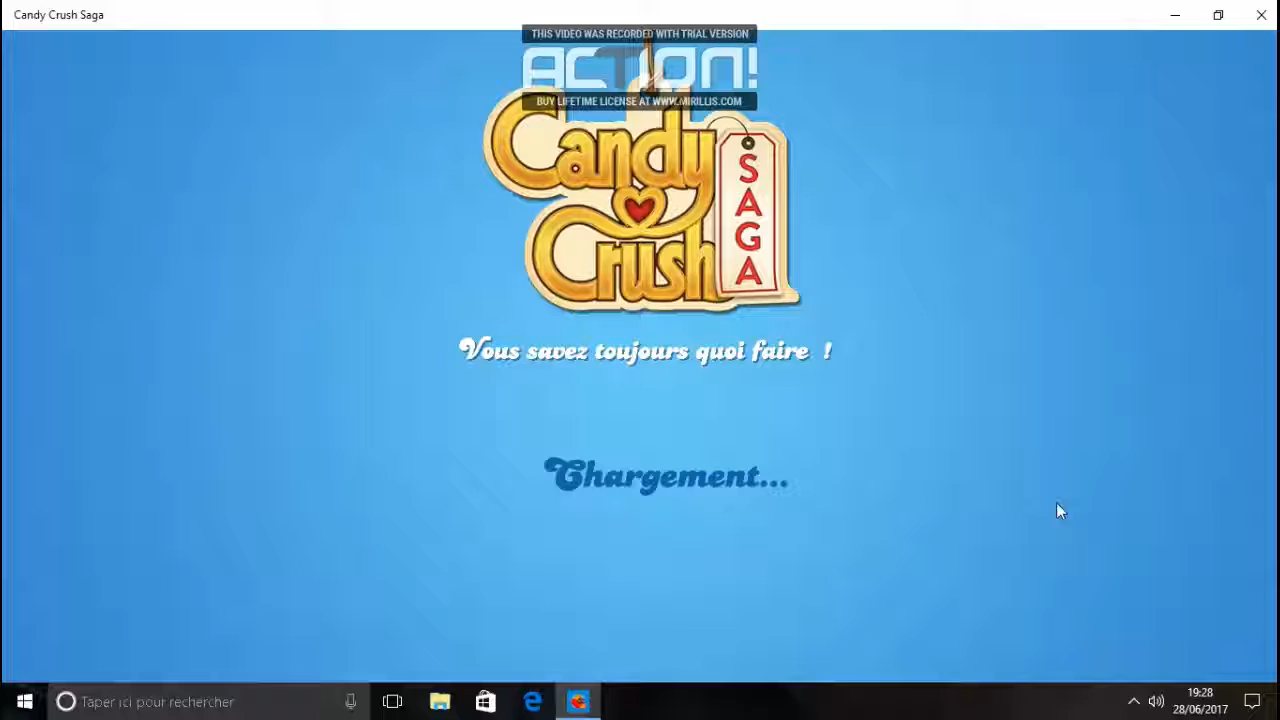 Candy Crush Saga
THIS VIDEO WAS RECORDED WITH TRIAL VERSION
ACTION!
BUY LIFETIME LICENSE AT WWW.MIRILLIS.COM
Candy
Crush
SAGA
Vous savez toujours quoi faire !
Chargement...
Taper ici pour rechercher
19:28
28/06/2017